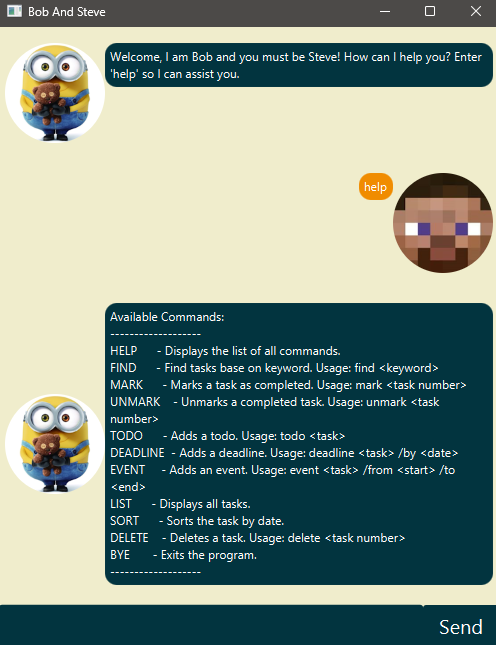 Bob And Steve
Welcome, I am Bob and you must be Steve! How can I help you? Enter
'help' so I can assist you.
help
Available Commands:
-------------------
HELP - Displays the list of all commands.
FIND - Find tasks base on keyword. Usage: find <keyword>
MARK - Marks a task as completed. Usage: mark <task number>
UNMARK - Unmarks a completed task. Usage: unmark <task
number>
TODO - Adds a todo. Usage: todo <task>
DEADLINE - Adds a deadline. Usage: deadline <task> /by <date>
EVENT - Adds an event. Usage: event <task> /from <start> /to
<end>
LIST - Displays all tasks.
SORT - Sorts the task by date.
DELETE - Deletes a task. Usage: delete <task number>
BYE - Exits the program.
-------------------
Send